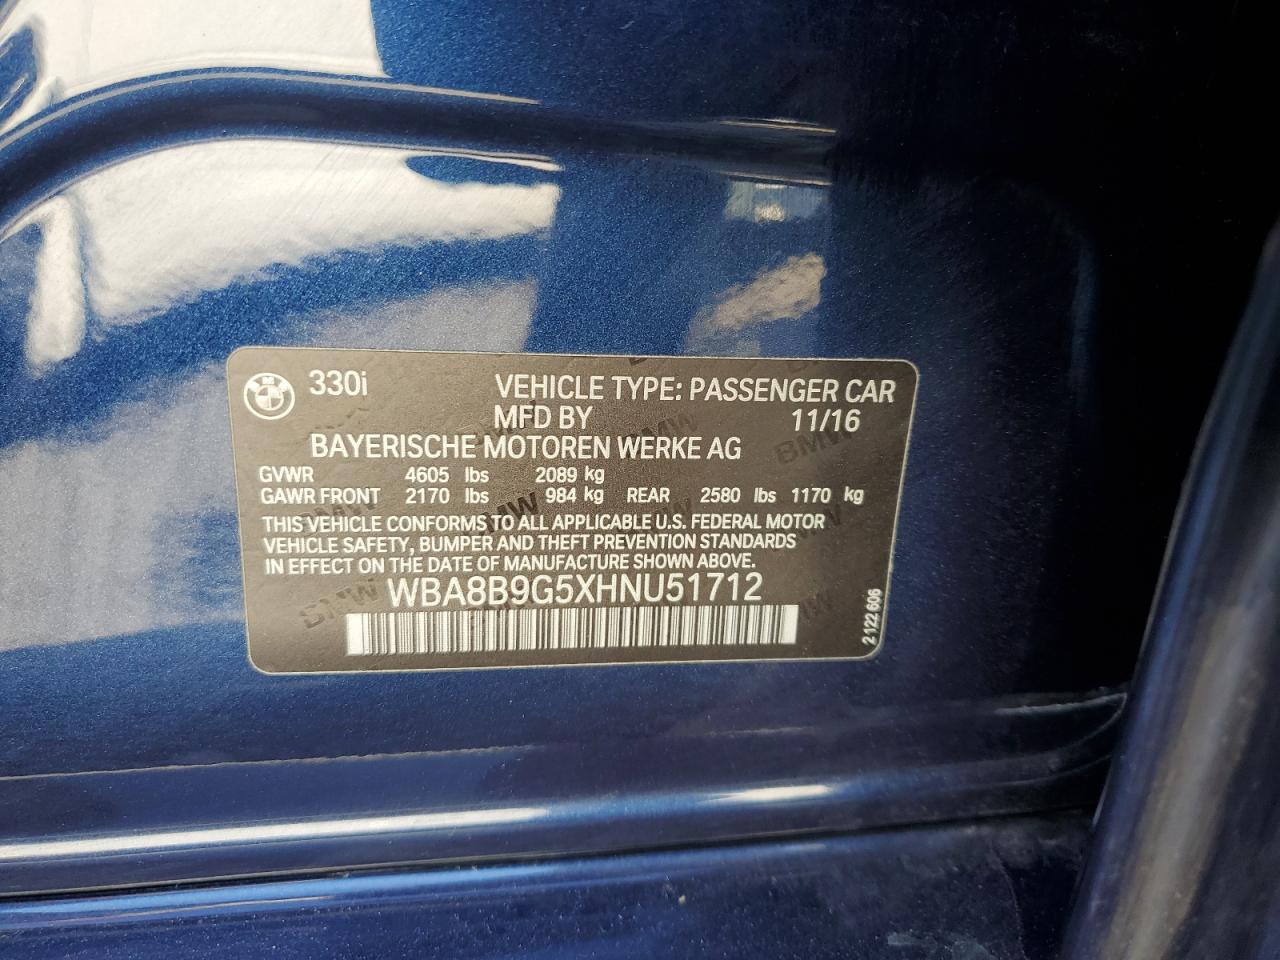 330i VEHICLE TYPE: PASSENGER CAR
MFD BY 11/16
BAYERISCHE MOTOREN WERKE AG
GVWR 4605 lbs 2089 kg
GAWR FRONT 2170 lbs 984 kg REAR 2580 lbs 1170 kg
THIS VEHICLE CONFORMS TO ALL APPLICABLE U.S. FEDERAL MOTOR
VEHICLE SAFETY, BUMPER AND THEFT PREVENTION STANDARDS
IN EFFECT ON THE DATE OF MANUFACTURE SHOWN ABOVE.
WBA8B9G5XHNU51712
2122606